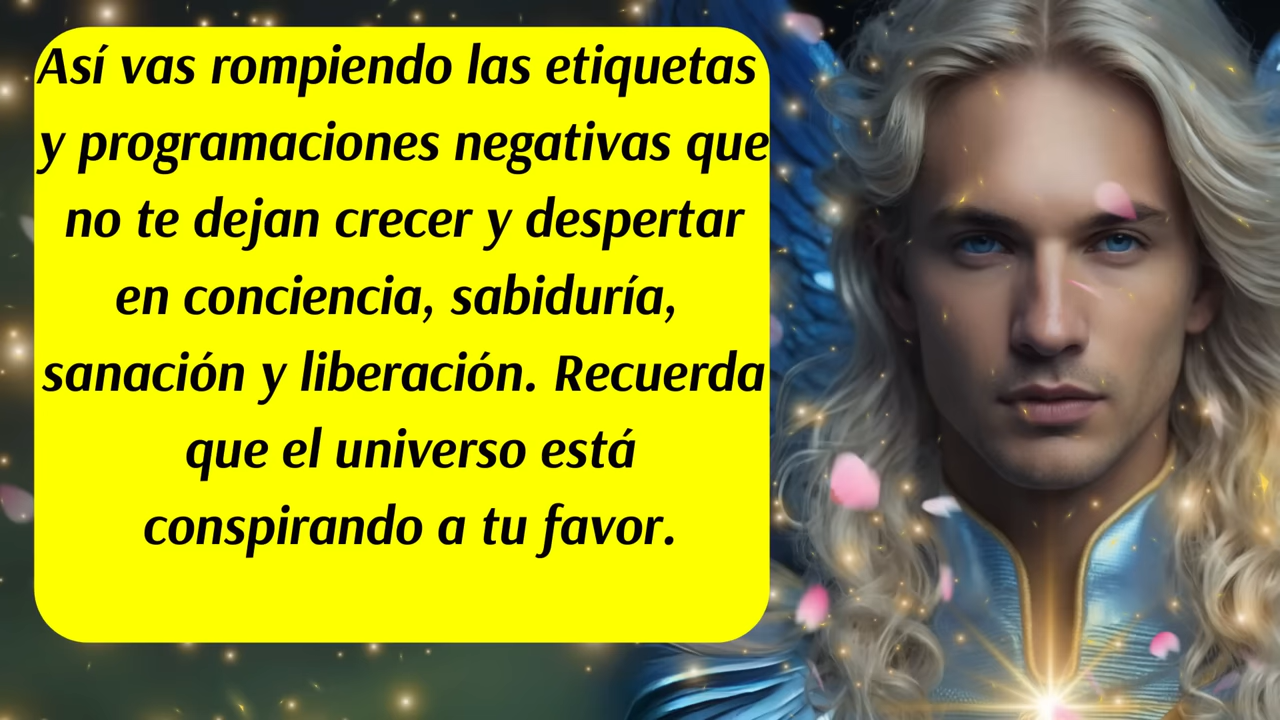 Así vas rompiendo las etiquetas
y programaciones negativas que
no te dejan crecer y despertar
en conciencia, sabiduría,
sanación y liberación. Recuerda
que el universo está
conspirando a tu favor.